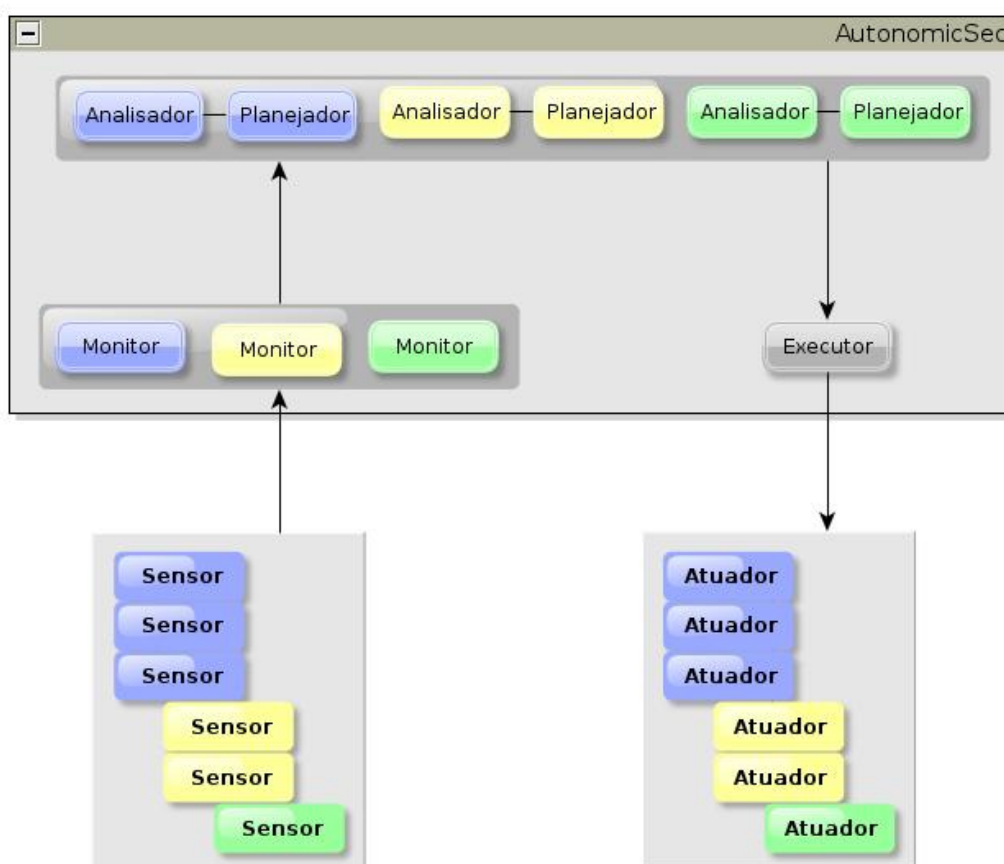 AutonomicSec
Analisador Planejador Analisador Planejador Analisador Planejador
Monitor Monitor Monitor
Executor
Sensor
Sensor
Sensor
Sensor
Sensor
Sensor
Atuador
Atuador
Atuador
Atuador
Atuador
Atuador